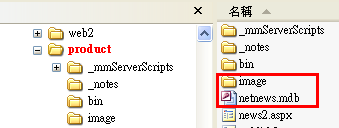 web2
product
_mmServerScripts
_notes
bin
image
名稱
_mmServerScripts
_notes
bin
image
netnews.mdb
news2.aspx